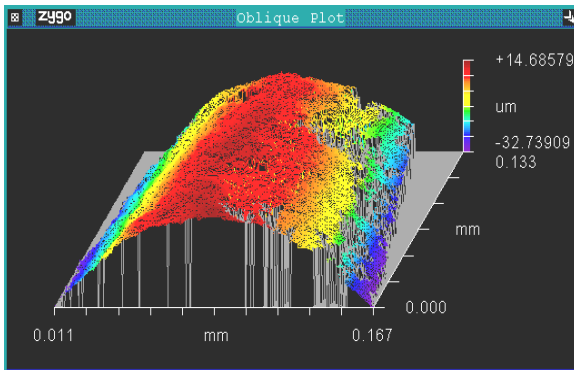 zygo
Oblique Plot
+14.68579
um
-32.73909
0.133
mm
0.000
0.011
mm
0.167